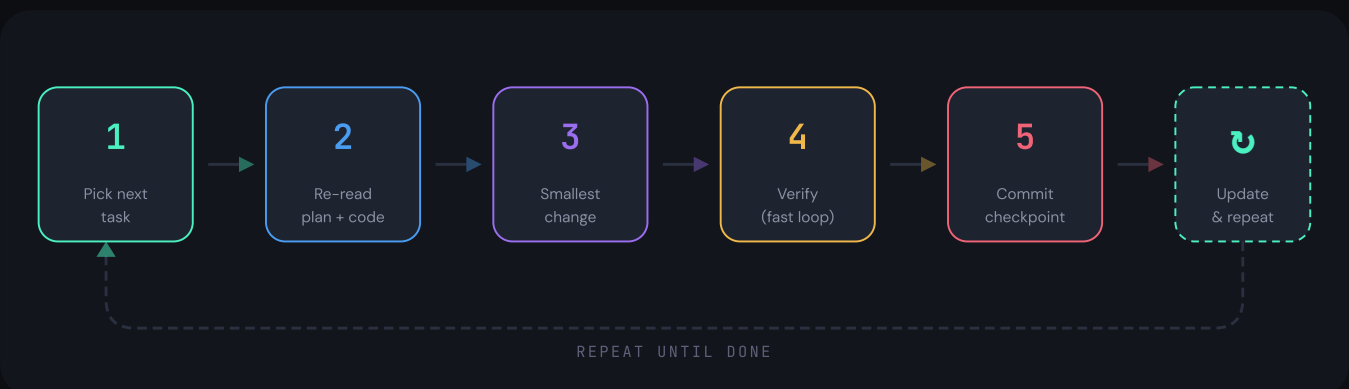 1
Pick next
task
2
Re-read
plan + code
3
Smallest
change
4
Verify
(fast loop)
5
Commit
checkpoint
↻
Update
& repeat
REPEAT UNTIL DONE